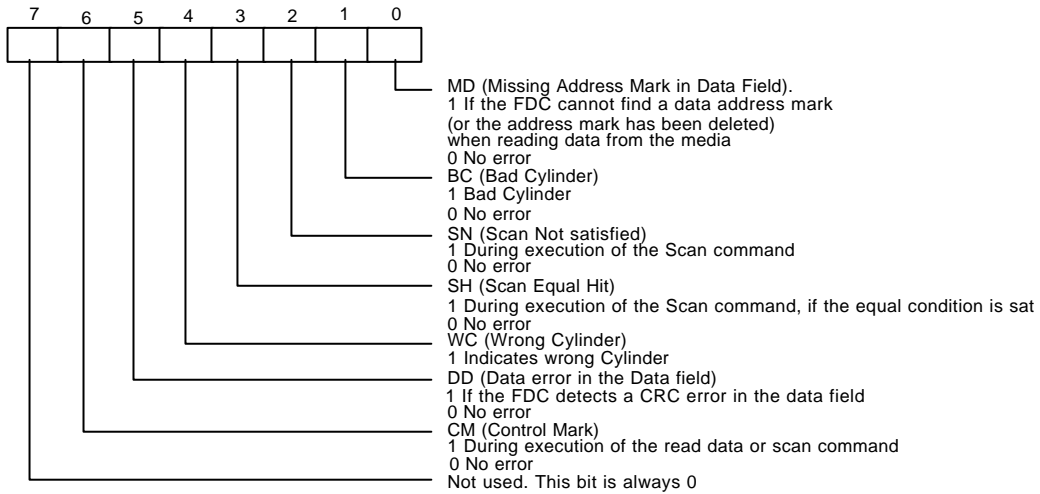 7 6 5 4 3 2 1 0
MD (Missing Address Mark in Data Field).
1 If the FDC cannot find a data address mark
(or the address mark has been deleted)
when reading data from the media
0 No error
BC (Bad Cylinder)
1 Bad Cylinder
0 No error
SN (Scan Not satisfied)
1 During execution of the Scan command
0 No error
SH (Scan Equal Hit)
1 During execution of the Scan command, if the equal condition is sat
0 No error
WC (Wrong Cylinder)
1 Indicates wrong Cylinder
DD (Data error in the Data field)
1 If the FDC detects a CRC error in the data field
0 No error
CM (Control Mark)
1 During execution of the read data or scan command
0 No error
Not used. This bit is always 0